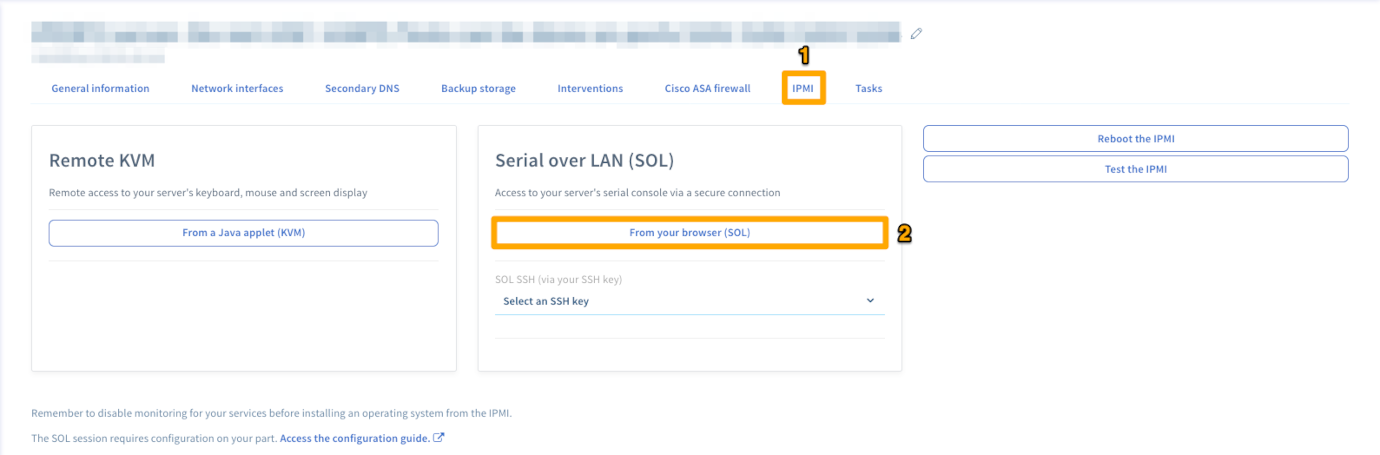 1
General information Network interfaces Secondary DNS Backup storage Interventions Cisco ASA firewall IPMI Tasks
Remote KVM
Remote access to your server's keyboard, mouse and screen display
From a Java applet (KVM)
Serial over LAN (SOL)
Access to your server's serial console via a secure connection
From your browser (SOL)
2
SOL SSH (via your SSH key)
Select an SSH key
Reboot the IPMI
Test the IPMI
Remember to disable monitoring for your services before installing an operating system from the IPMI.
The SOL session requires configuration on your part. Access the configuration guide.